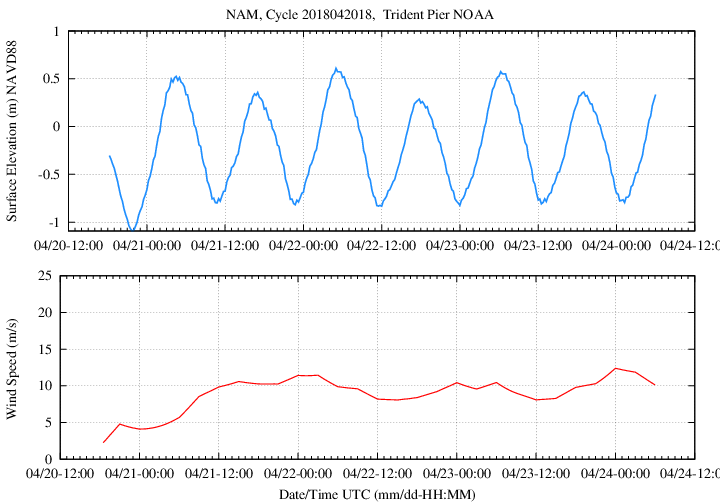 NAM, Cycle 2018042018,  Trident Pier NOAA
Surface Elevation (m) NAVD88
1
0.5
0
-0.5
-1
04/20-12:00 04/21-00:00 04/21-12:00 04/22-00:00 04/22-12:00 04/23-00:00 04/23-12:00 04/24-00:00 04/24-12:0
Wind Speed (m/s)
25
20
15
10
5
0
04/20-12:00 04/21-00:00 04/21-12:00 04/22-00:00 04/22-12:00 04/23-00:00 04/23-12:00 04/24-00:00 04/24-12:0
Date/Time UTC (mm/dd-HH:MM)